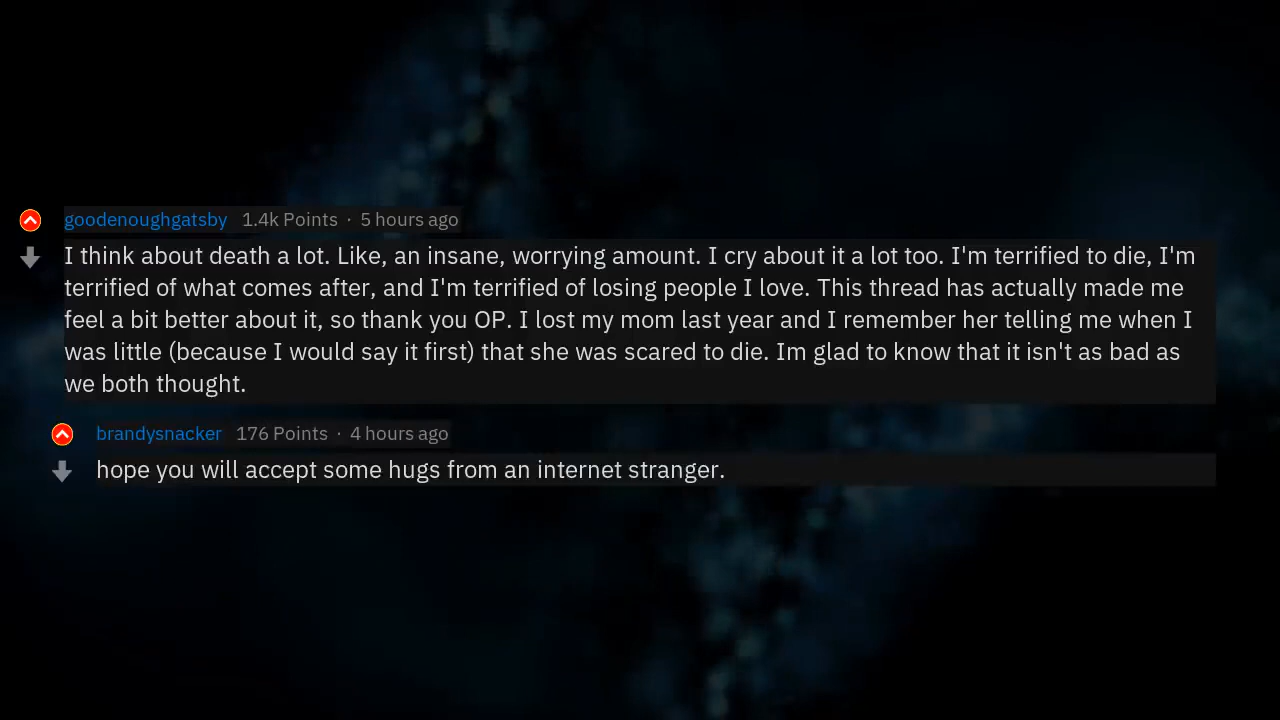 goodenoughgatsby 1.4k Points · 5 hours ago
I think about death a lot. Like, an insane, worrying amount. I cry about it a lot too. I'm terrified to die, I'm
terrified of what comes after, and I'm terrified of losing people I love. This thread has actually made me
feel a bit better about it, so thank you OP. I lost my mom last year and I remember her telling me when I
was little (because I would say it first) that she was scared to die. Im glad to know that it isn't as bad as
we both thought.
brandysnacker 176 Points · 4 hours ago
hope you will accept some hugs from an internet stranger.